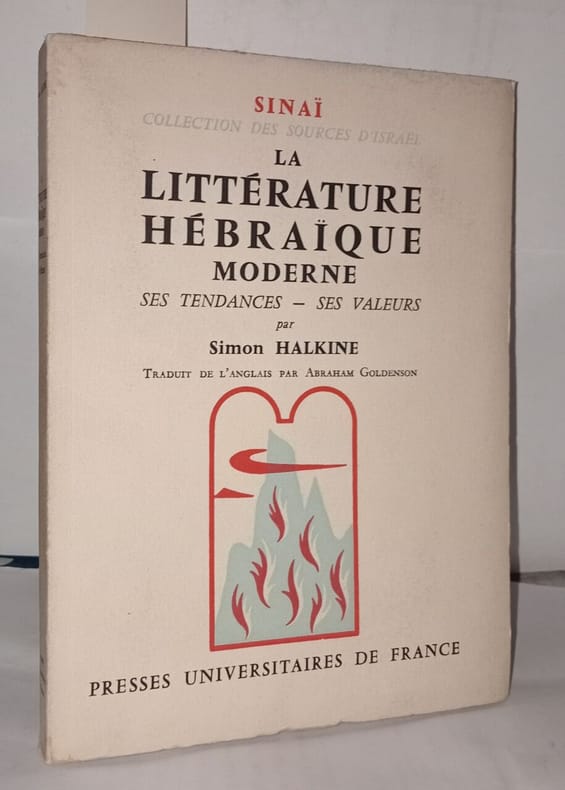 SINAÏ
COLLECTION DES SOURCES D'ISRAËL
LA
LITTÉRATURE
HÉBRAÏQUE
MODERNE
SES TENDANCES – SES VALEURS
par
Simon HALKINE
TRADUIT DE L'ANGLAIS PAR ABRAHAM GOLDENSON
PRESSES UNIVERSITAIRES DE FRANCE